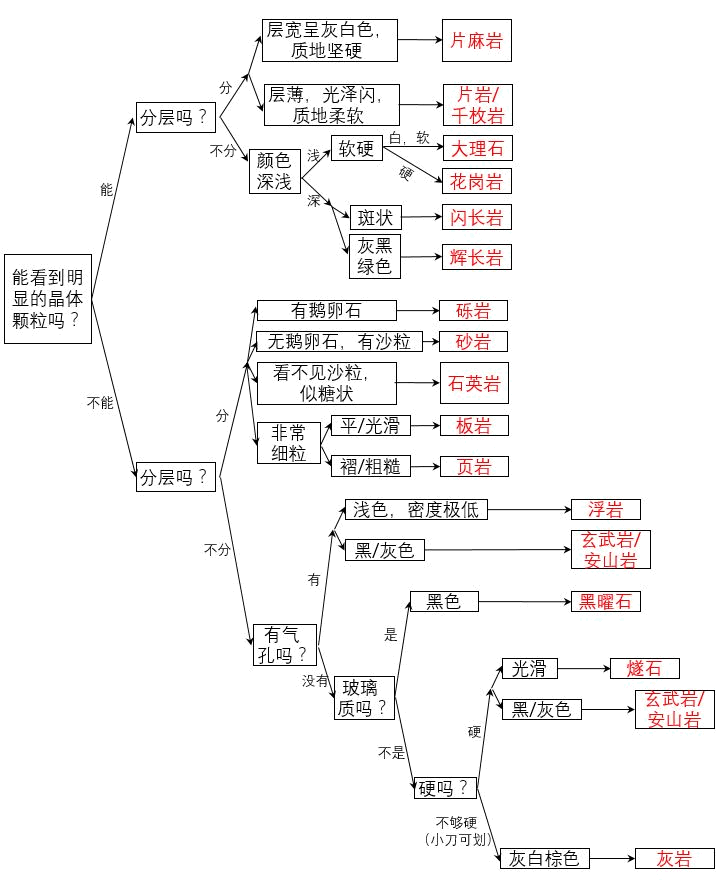 层宽呈灰白色，
质地坚硬
片麻岩
分
层薄，光泽闪，
质地柔软
片岩/
千枚岩
分层吗？
不分
颜色
深浅
浅
软硬
白，软
大理石
硬
花岗岩
深
斑状
闪长岩
灰黑
绿色
辉长岩
能
能看到明
显的晶体
颗粒吗？
不能
有鹅卵石
砾岩
无鹅卵石，有沙粒
砂岩
看不见沙粒，
似糖状
石英岩
分
非常
细粒
平/光滑
板岩
褶/粗糙
页岩
分层吗？
不分
浅色，密度极低
浮岩
黑/灰色
玄武岩/
安山岩
有
有气
孔吗？
没有
玻璃
质吗？
是
黑色
黑曜石
不是
光滑
燧石
黑/灰色
玄武岩/
安山岩
硬
硬吗？
不够硬
（小刀可划）
灰白棕色
灰岩